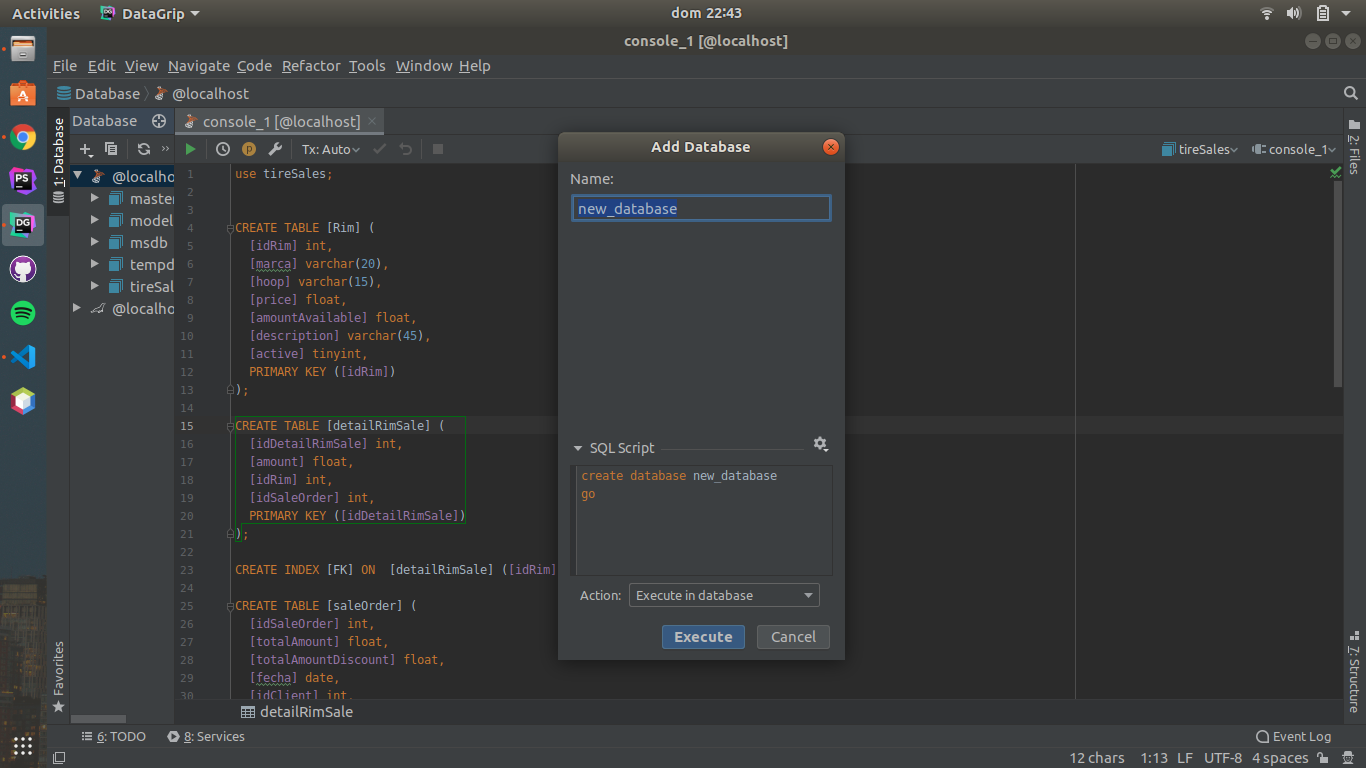 Activities
DataGrip
dom 22:43
console_1 [@localhost]
File Edit View Navigate Code Refactor Tools Window Help
Database
@localhost
Database
console_1 [@localhost]
Tx: Auto
tireSales
console_1
1: Database
Favorites
2: Files
7: Structure
@localho
master
model
msdb
tempd
tireSal
@localho
1 use tireSales;
2
3
4 CREATE TABLE [Rim] (
5 [idRim] int,
6 [marca] varchar(20),
7 [hoop] varchar(15),
8 [price] float,
9 [amountAvailable] float,
10 [description] varchar(45),
11 [active] tinyint,
12 PRIMARY KEY ([idRim])
13 );
14
15 CREATE TABLE [detailRimSale] (
16 [idDetailRimSale] int,
17 [amount] float,
18 [idRim] int,
19 [idSaleOrder] int,
20 PRIMARY KEY ([idDetailRimSale])
21 );
22
23 CREATE INDEX [FK] ON [detailRimSale] ([idRim]
24
25 CREATE TABLE [saleOrder] (
26 [idSaleOrder] int,
27 [totalAmount] float,
28 [totalAmountDiscount] float,
29 [fecha] date,
30 [idClient] int,
Add Database
Name:
new_database
SQL Script
create database new_database
go
Action: Execute in database
Execute
Cancel
detailRimSale
6: TODO
8: Services
Event Log
12 chars 1:13 LF UTF-8 4 spaces
PS
DG